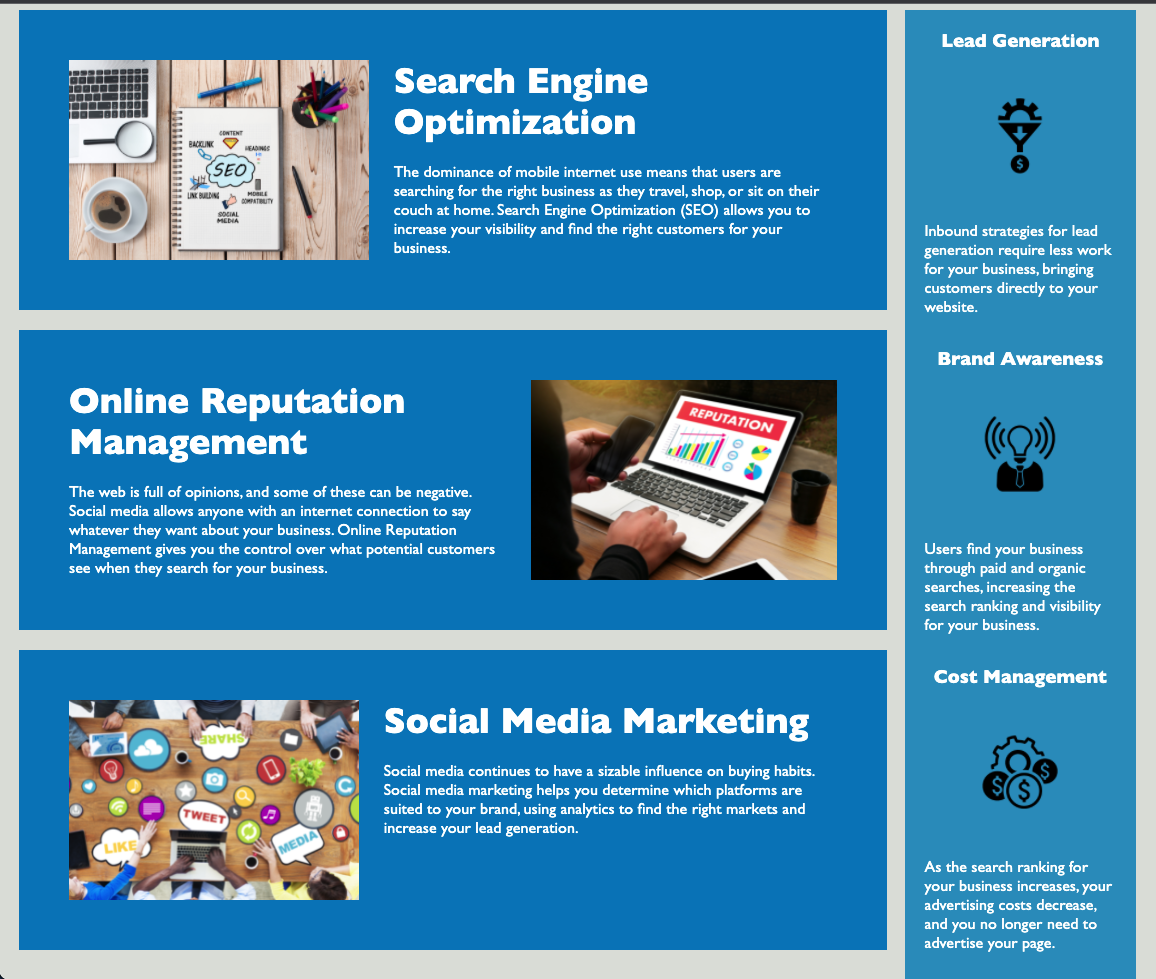 Search Engine
Optimization
The dominance of mobile internet use means that users are
searching for the right business as they travel, shop, or sit on their
couch at home. Search Engine Optimization (SEO) allows you to
increase your visibility and find the right customers for your
business.
CONTENT
BACKLINK
HEADINGS
SEO
LINK BUILDING
MOBILE
COMPATIBILITY
SOCIAL
MEDIA
Online Reputation
Management
The web is full of opinions, and some of these can be negative.
Social media allows anyone with an internet connection to say
whatever they want about your business. Online Reputation
Management gives you the control over what potential customers
see when they search for your business.
REPUTATION
Social Media Marketing
Social media continues to have a sizable influence on buying habits.
Social media marketing helps you determine which platforms are
suited to your brand, using analytics to find the right markets and
increase your lead generation.
SHARE
TWEET
LIKE
MEDIA
Lead Generation
$
Inbound strategies for lead
generation require less work
for your business, bringing
customers directly to your
website.
Brand Awareness
Users find your business
through paid and organic
searches, increasing the
search ranking and visibility
for your business.
Cost Management
$ $ $
As the search ranking for
your business increases, your
advertising costs decrease,
and you no longer need to
advertise your page.